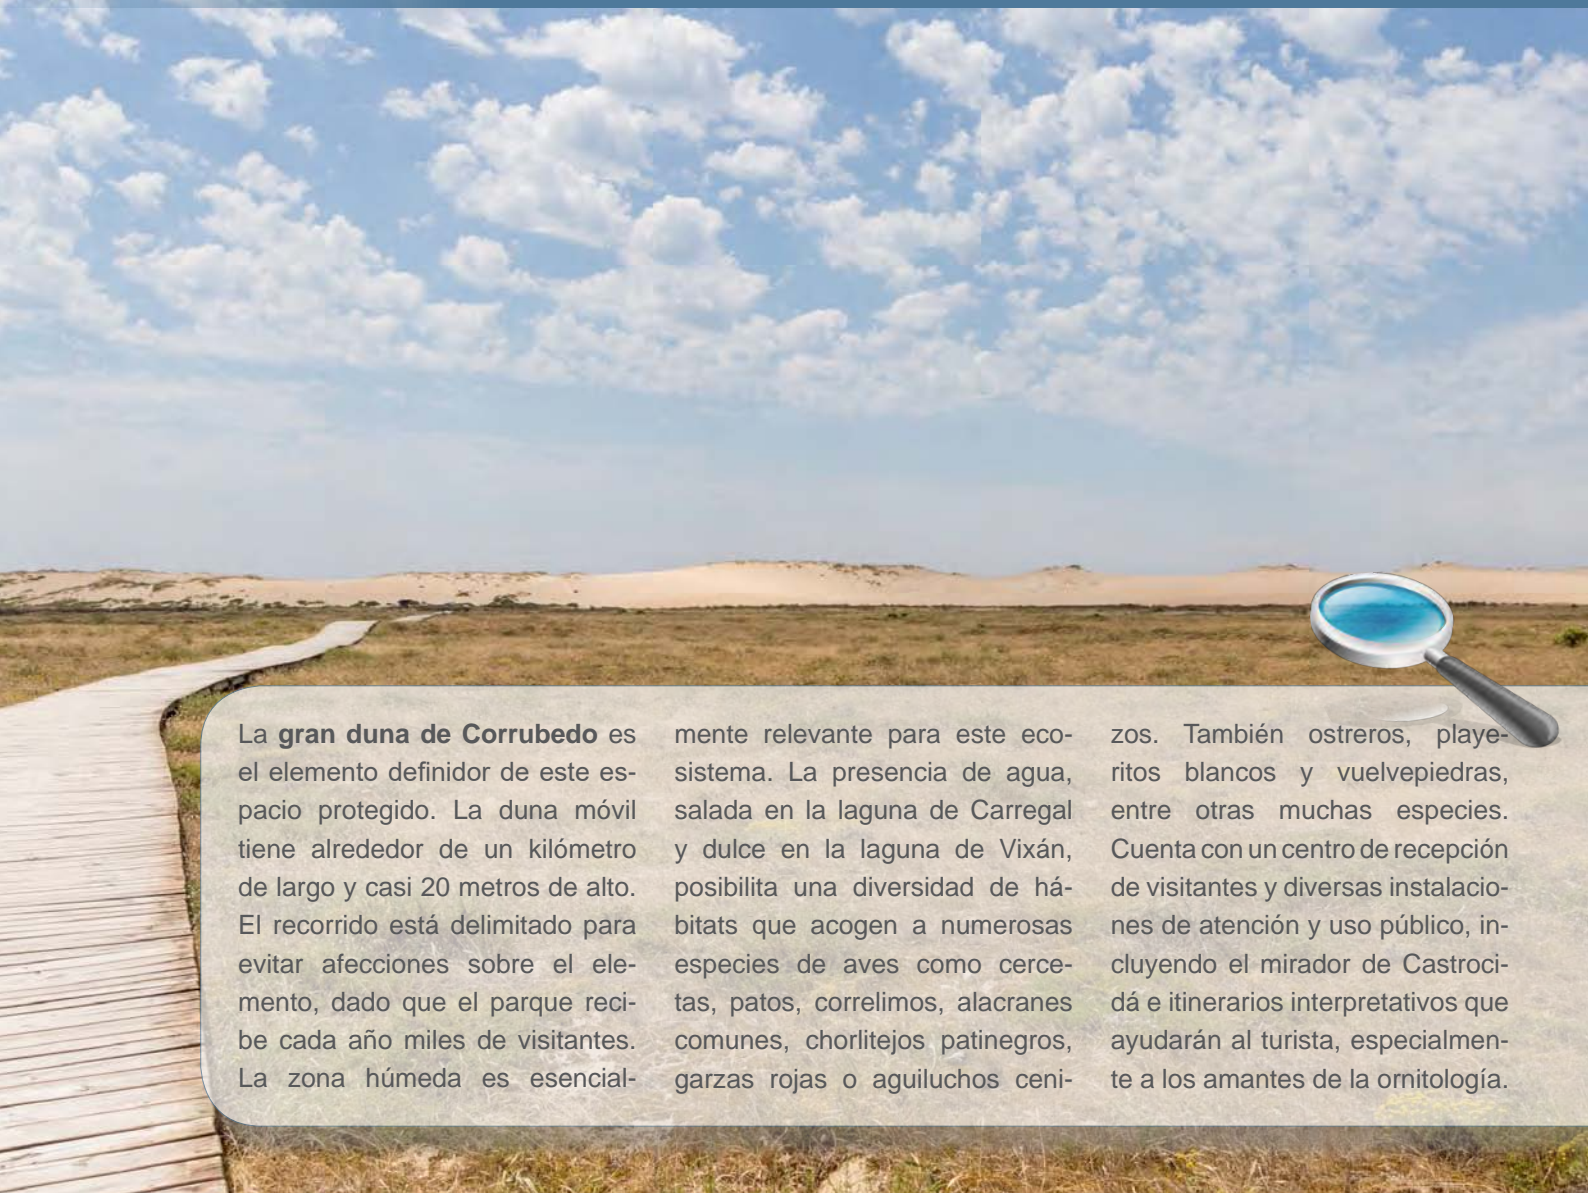 La gran duna de Corrubedo es
el elemento definidor de este es-
pacio protegido. La duna móvil
tiene alrededor de un kilómetro
de largo y casi 20 metros de alto.
El recorrido está delimitado para
evitar afecciones sobre el ele-
mento, dado que el parque reci-
be cada año miles de visitantes.
La zona húmeda es esencial-
mente relevante para este eco-
sistema. La presencia de agua,
salada en la laguna de Carregal
y dulce en la laguna de Vixán,
posibilita una diversidad de há-
bitats que acogen a numerosas
especies de aves como cerce-
tas, patos, correlimos, alacranes
comunes, chorlitejos patinegros,
garzas rojas o aguiluchos ceni-
zos. También ostreros, playe-
ritos blancos y vuelvepiedras,
entre otras muchas especies.
Cuenta con un centro de recepción
de visitantes y diversas instalacio-
nes de atención y uso público, in-
cluyendo el mirador de Castroci-
dá e itinerarios interpretativos que
ayudarán al turista, especialmen-
te a los amantes de la ornitología.